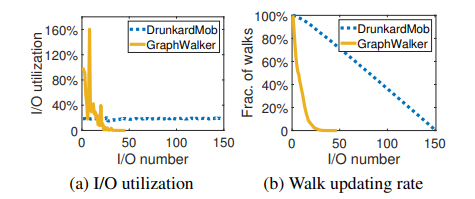 I/O utilization
160%
120%
80%
40%
0
0 50 100 150
I/O number
DrunkardMob
GraphWalker
(a) I/O utilization
Frac. of walks
100%
80%
60%
40%
20%
0
0 50 100 150
I/O number
DrunkardMob
GraphWalker
(b) Walk updating rate